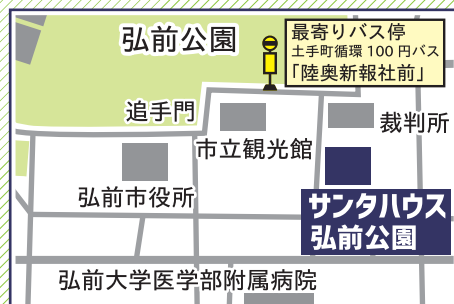 弘前公園
最寄りバス停
土手町循環100円バス
「陸奥新報社前」
追手門
裁判所
市立観光館
弘前市役所
サンタハウス
弘前公園
弘前大学医学部附属病院